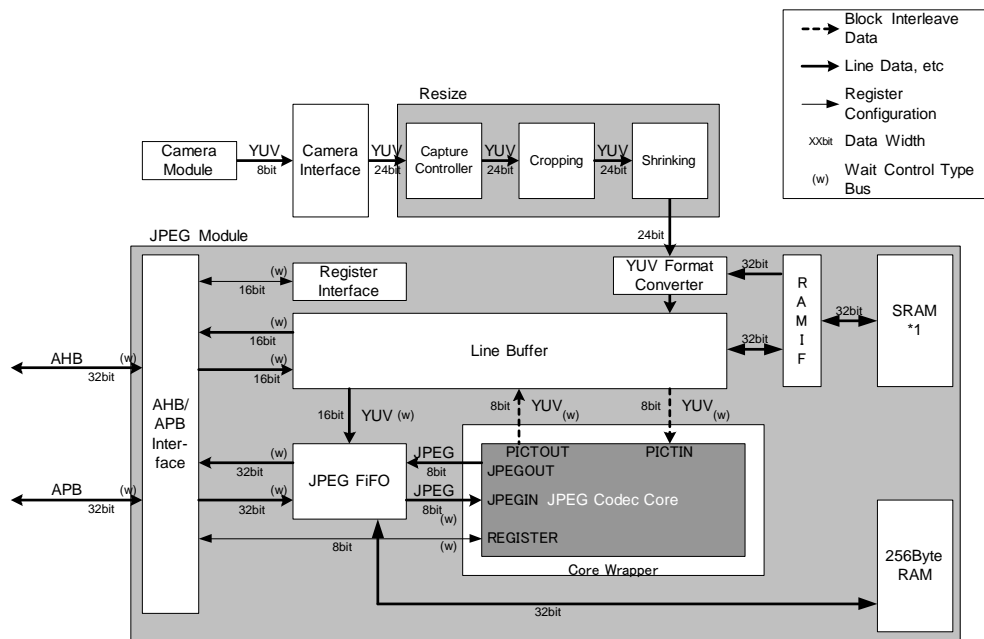 Block Interleave
Data
Line Data, etc
Register
Configuration
XXbit Data Width
(w) Wait Control Type
Bus
Resize
Camera
Module
YUV
8bit
Camera
Interface
YUV
24bit
Capture
Controller
YUV
24bit
Cropping
YUV
24bit
Shrinking
24bit
JPEG Module
(w)
16bit
Register
Interface
YUV Format
Converter
32bit
R
A
M
I
F
32bit
SRAM
*1
(w)
16bit
(w)
16bit
Line Buffer
32bit
AHB
(w)
32bit
AHB/
APB
Inter-
face
16bit
YUV (w)
8bit
YUV
(w)
8bit
YUV
(w)
PICTOUT
PICTIN
(w)
32bit
JPEG FiFO
JPEG
8bit
JPEGOUT
APB
(w)
32bit
(w)
32bit
JPEG
8bit
(w)
JPEGIN
JPEG Codec Core
8bit
(w)
REGISTER
Core Wrapper
256Byte
RAM
32bit